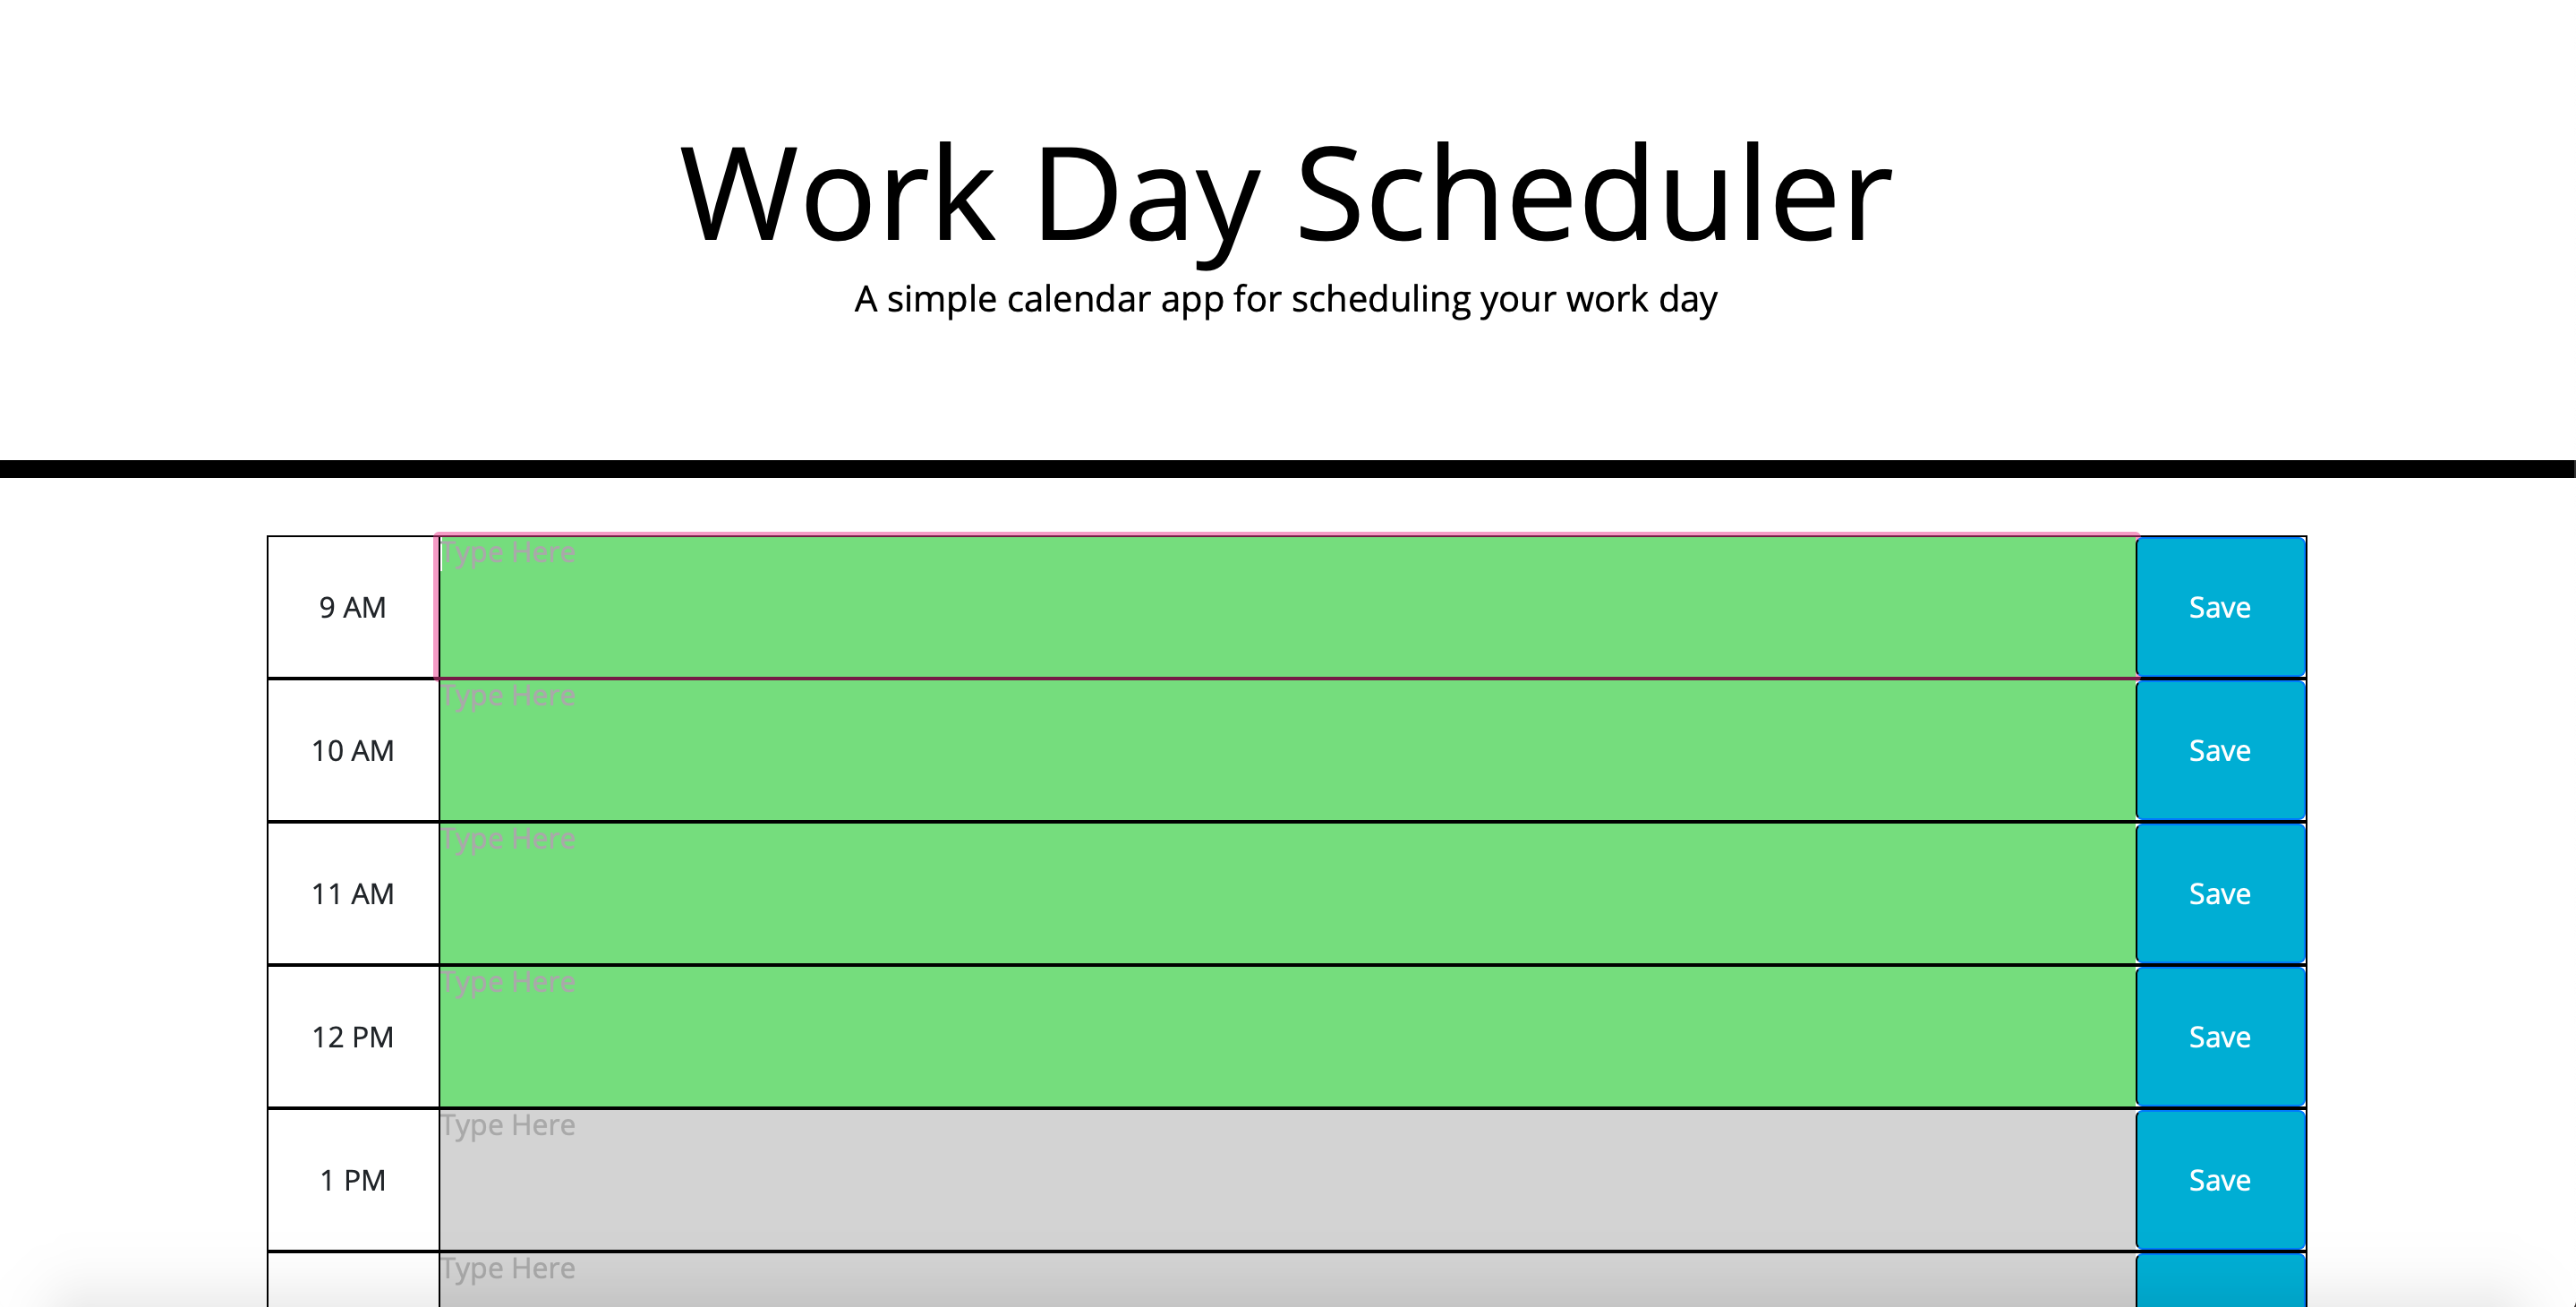 Work Day Scheduler
A simple calendar app for scheduling your work day
Type Here
9 AM
Save
Type Here
10 AM
Save
Type Here
11 AM
Save
Type Here
12 PM
Save
Type Here
1 PM
Save
Type Here